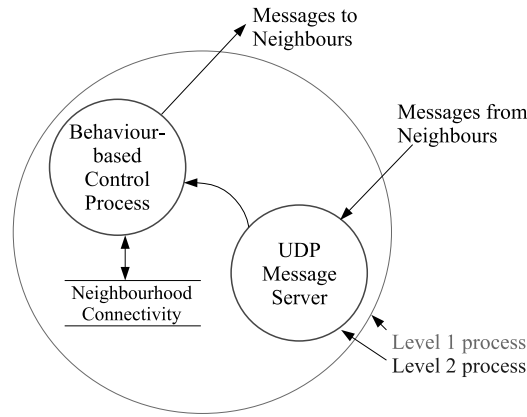 Messages to
Neighbours
Messages from
Neighbours
Behaviour-
based
Control
Process
UDP
Message
Server
Neighbourhood
Connectivity
Level 1 process
Level 2 process